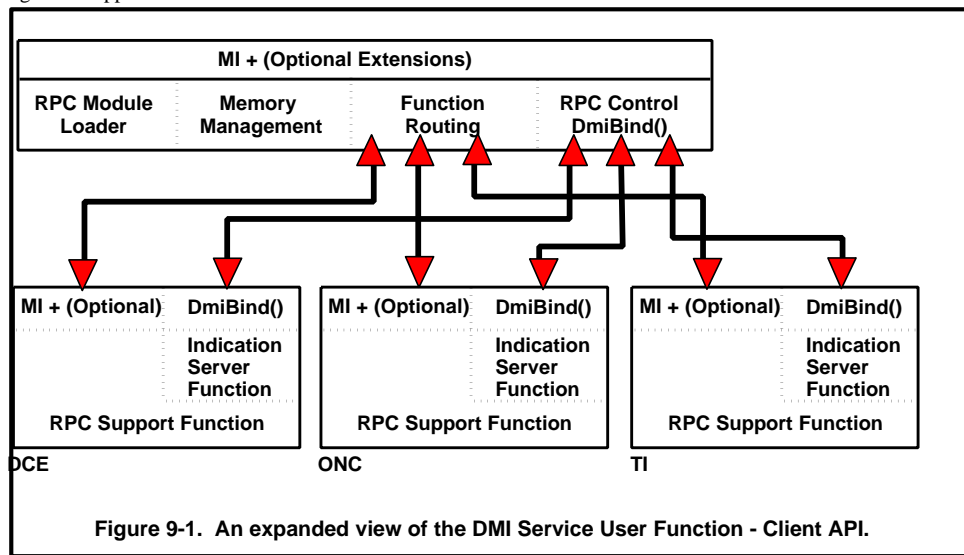 MI + (Optional Extensions)
RPC Module Loader
Memory Management
Function Routing
RPC Control DmiBind()
MI + (Optional)
DmiBind()
Indication
Server
Function
RPC Support Function
DCE
MI + (Optional)
DmiBind()
Indication
Server
Function
RPC Support Function
ONC
MI + (Optional)
DmiBind()
Indication
Server
Function
RPC Support Function
TI
Figure 9-1. An expanded view of the DMI Service User Function - Client API.